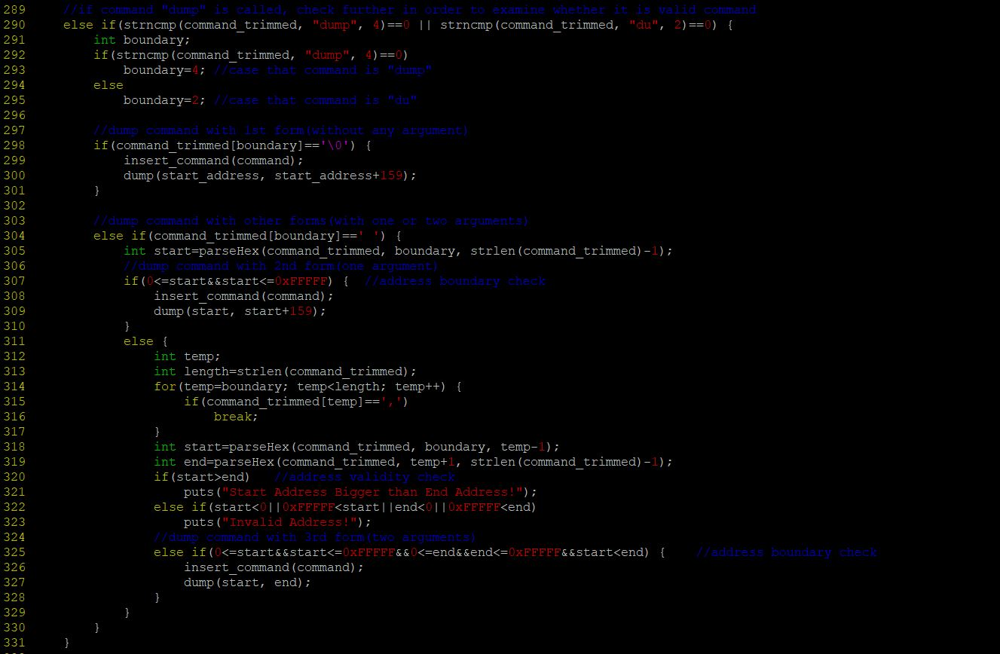 289     //if command "dump" is called, check further in order to examine whether it is valid command
290     else if(strncmp(command_trimmed, "dump", 4)==0 || strncmp(command_trimmed, "du", 2)==0) {
291         int boundary;
292         if(strncmp(command_trimmed, "dump", 4)==0)
293             boundary=4; //case that command is "dump"
294         else
295             boundary=2; //case that command is "du"
296
297         //dump command with 1st form(without any argument)
298         if(command_trimmed[boundary]=='\0') {
299             insert_command(command);
300             dump(start_address, start_address+159);
301         }
302
303         //dump command with other forms(with one or two arguments)
304         else if(command_trimmed[boundary]==' ') {
305             int start=parseHex(command_trimmed, boundary, strlen(command_trimmed)-1);
306             //dump command with 2nd form(one argument)
307             if(0<=start&&start<=0xFFFFF) {  //address boundary check
308                 insert_command(command);
309                 dump(start, start+159);
310             }
311             else {
312                 int temp;
313                 int length=strlen(command_trimmed);
314                 for(temp=boundary; temp<length; temp++) {
315                     if(command_trimmed[temp]==',')
316                         break;
317                 }
318                 int start=parseHex(command_trimmed, boundary, temp-1);
319                 int end=parseHex(command_trimmed, temp+1, strlen(command_trimmed)-1);
320                 if(start>end)   //address validity check
321                     puts("Start Address Bigger than End Address!");
322                 else if(start<0||0xFFFFF<start||end<0||0xFFFFF<end)
323                     puts("Invalid Address!");
324                 //dump command with 3rd form(two arguments)
325                 else if(0<=start&&start<=0xFFFFF&&0<=end&&end<=0xFFFFF&&start<end) {    //address boundary check
326                     insert_command(command);
327                     dump(start, end);
328                 }
329             }
330         }
331     }